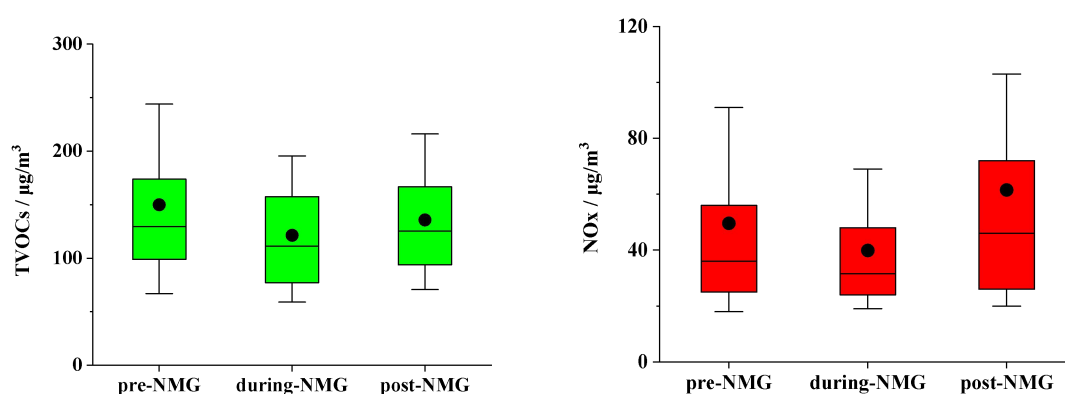 TVOCs / μg/m³
300
200
100
0
pre-NMG
during-NMG
post-NMG
NOx / μg/m³
120
80
40
0
pre-NMG
during-NMG
post-NMG